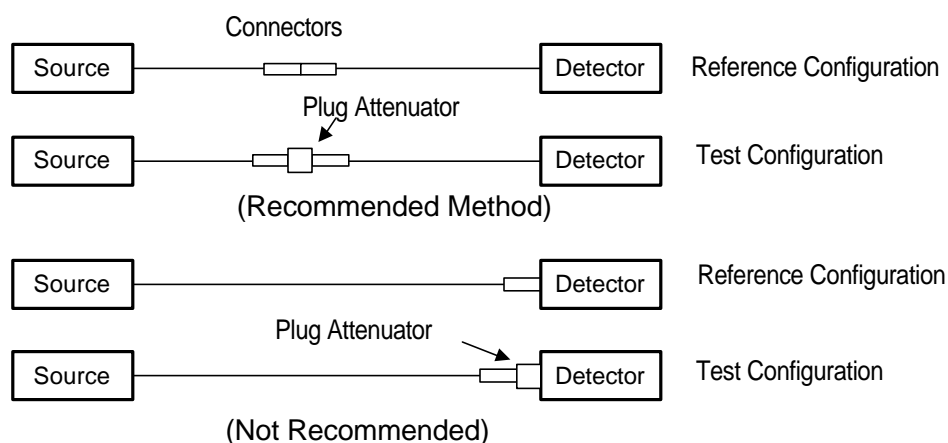 Connectors
Source Detector Reference Configuration
Plug Attenuator
Source Detector Test Configuration
(Recommended Method)
Source Detector Reference Configuration
Plug Attenuator
Source Detector Test Configuration
(Not Recommended)